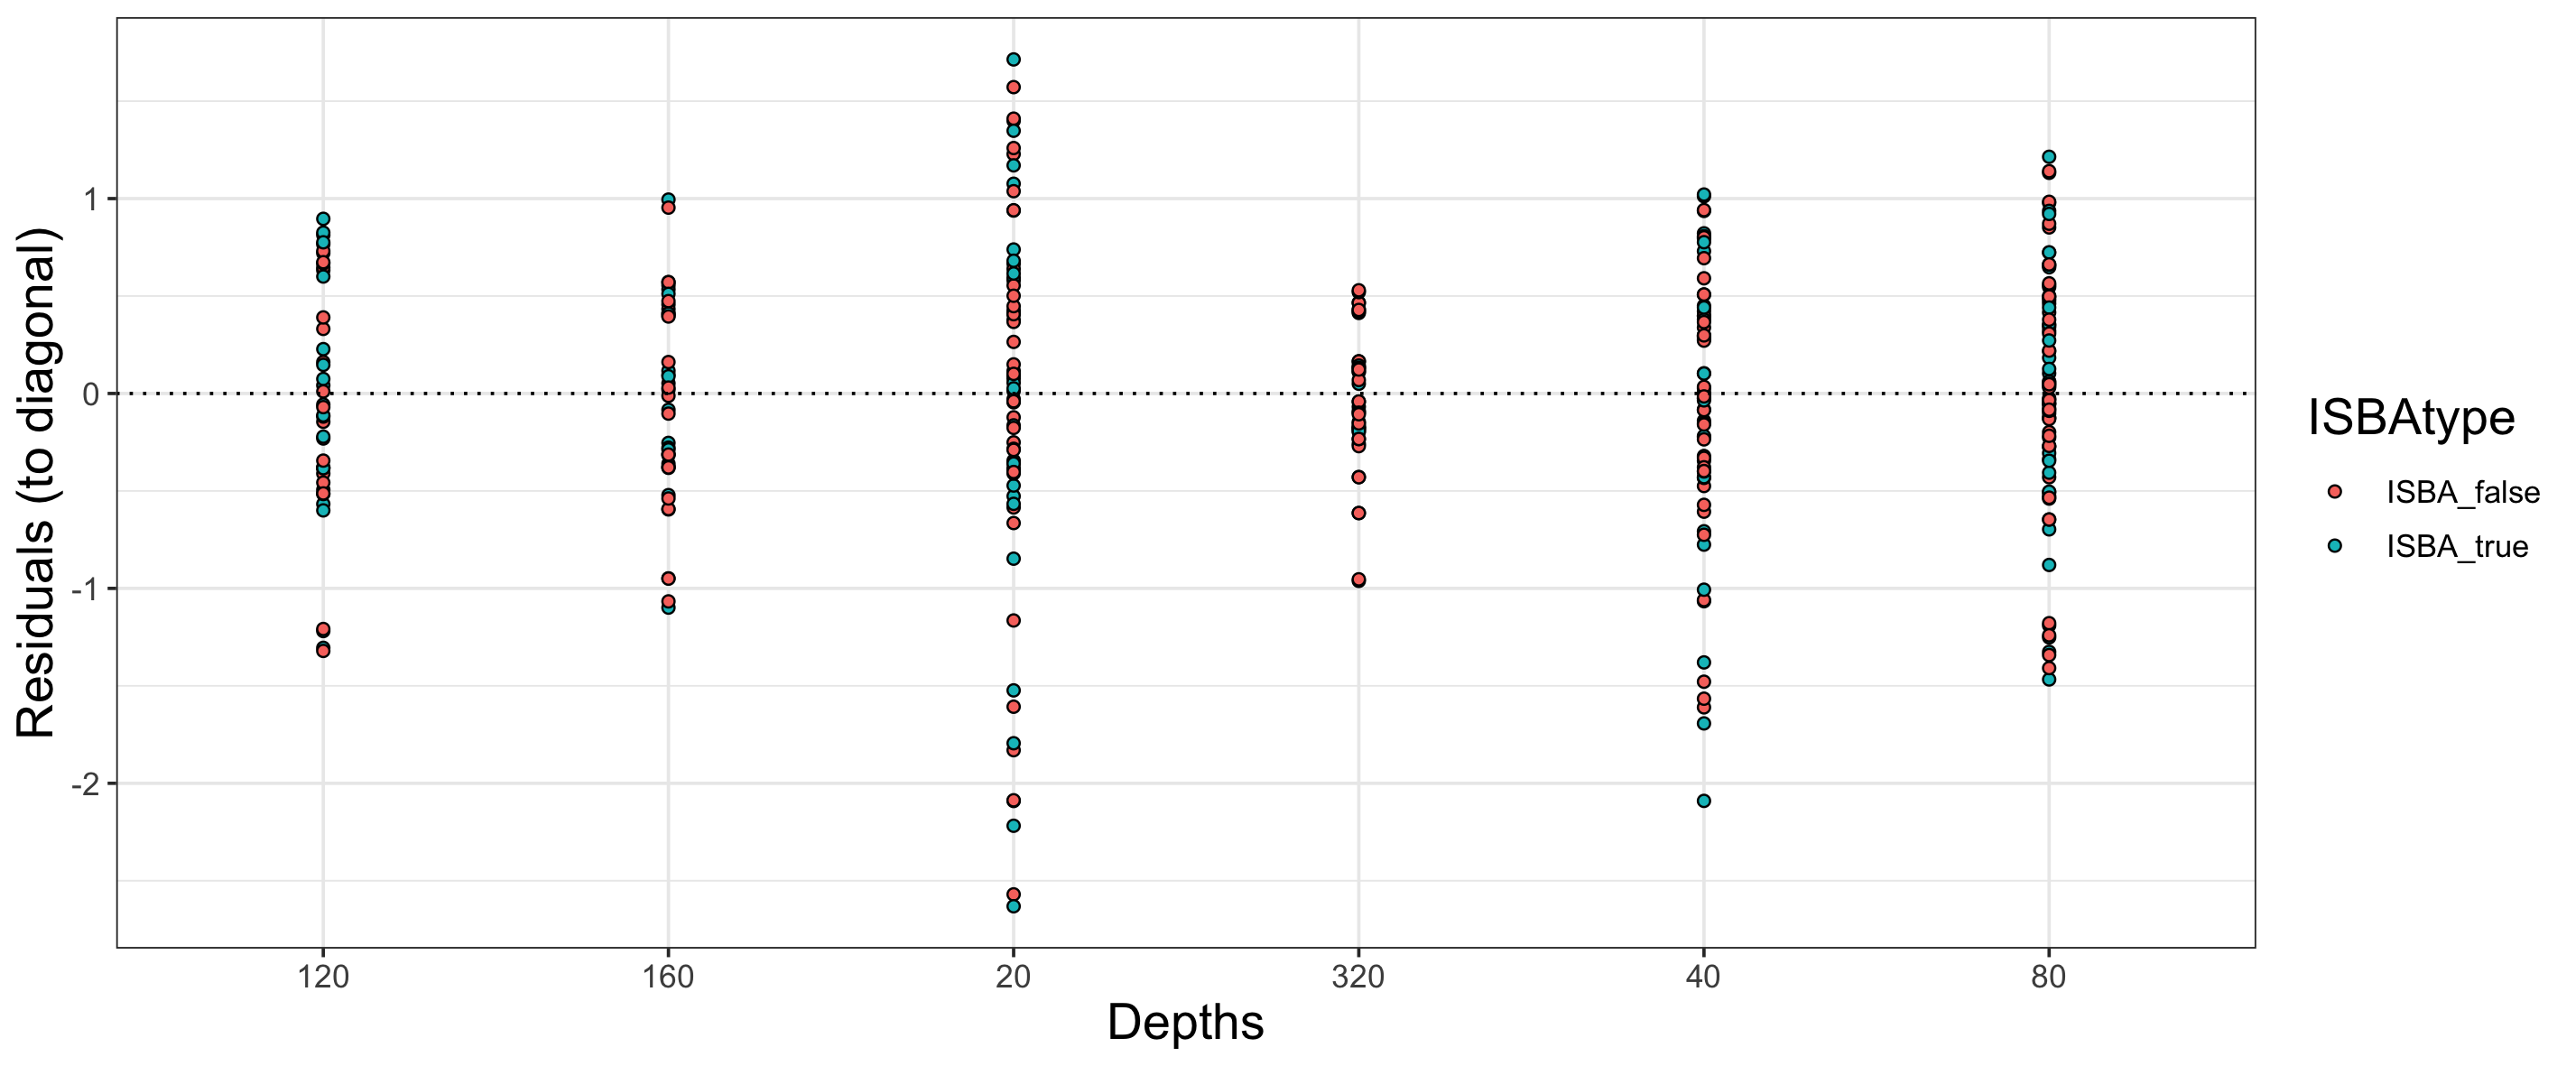 Residuals (to diagonal)
1
0
-1
-2
120 160 20 320 40 80
Depths
ISBAtype
ISBA_false
ISBA_true